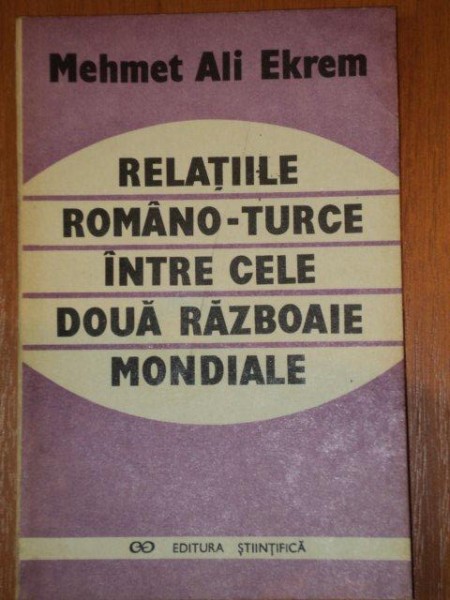 Mehmet Ali Ekrem
RELAȚIILE
ROMÂNO-TURCE
ÎNTRE CELE
DOUĂ RĂZBOAIE
MONDIALE
EDITURA ȘTIINȚIFICĂ